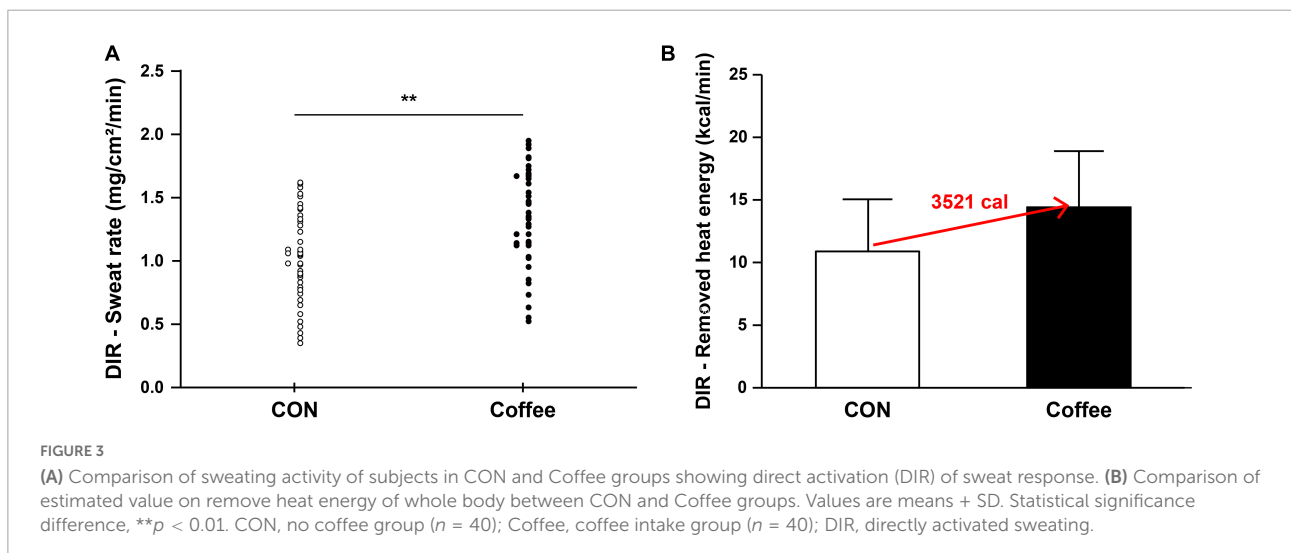 A
DIR - Sweat rate (mg/cm²/min)
2.5
2.0
1.5
1.0
0.5
0.0
**
CON
Coffee
B
DIR - Removed heat energy (kcal/min)
25
20
15
10
5
0
3521 cal
CON
Coffee
FIGURE 3
(A) Comparison of sweating activity of subjects in CON and Coffee groups showing direct activation (DIR) of sweat response. (B) Comparison of
estimated value on remove heat energy of whole body between CON and Coffee groups. Values are means + SD. Statistical significance
difference, **p < 0.01. CON, no coffee group (n = 40); Coffee, coffee intake group (n = 40); DIR, directly activated sweating.